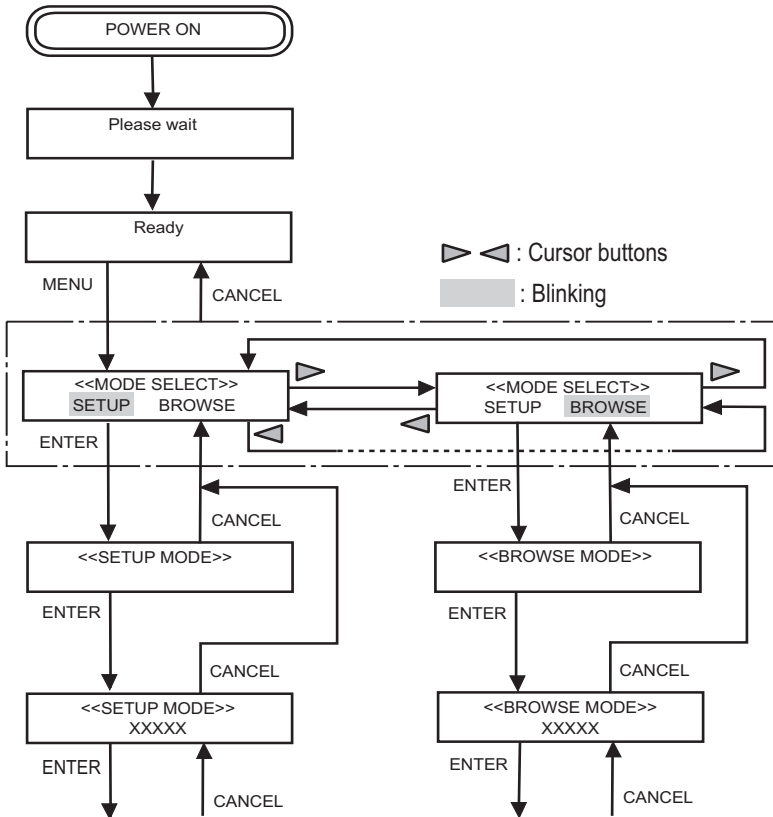 POWER ON
Please wait
Ready
: Cursor buttons
: Blinking
MENU
CANCEL
<<MODE SELECT>>
SETUP BROWSE
<<MODE SELECT>>
SETUP BROWSE
ENTER
CANCEL
ENTER
CANCEL
<<SETUP MODE>>
<<BROWSE MODE>>
ENTER
CANCEL
ENTER
CANCEL
<<SETUP MODE>>
XXXXX
<<BROWSE MODE>>
XXXXX
ENTER
CANCEL
ENTER
CANCEL